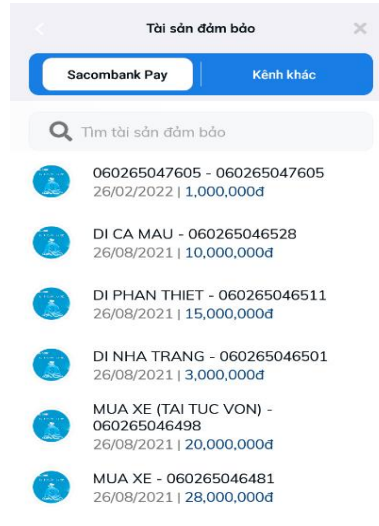 Tài sản đảm bảo
Sacombank Pay
Kênh khác
Tìm tài sản đảm bảo
060265047605 - 060265047605
26/02/2022 | 1,000,000đ
DI CA MAU - 060265046528
26/08/2021 | 10,000,000đ
DI PHAN THIET - 060265046511
26/08/2021 | 15,000,000đ
DI NHA TRANG - 060265046501
26/08/2021 | 3,000,000đ
MUA XE (TAI TUC VON) -
060265046498
26/08/2021 | 20,000,000đ
MUA XE - 060265046481
26/08/2021 | 28,000,000đ